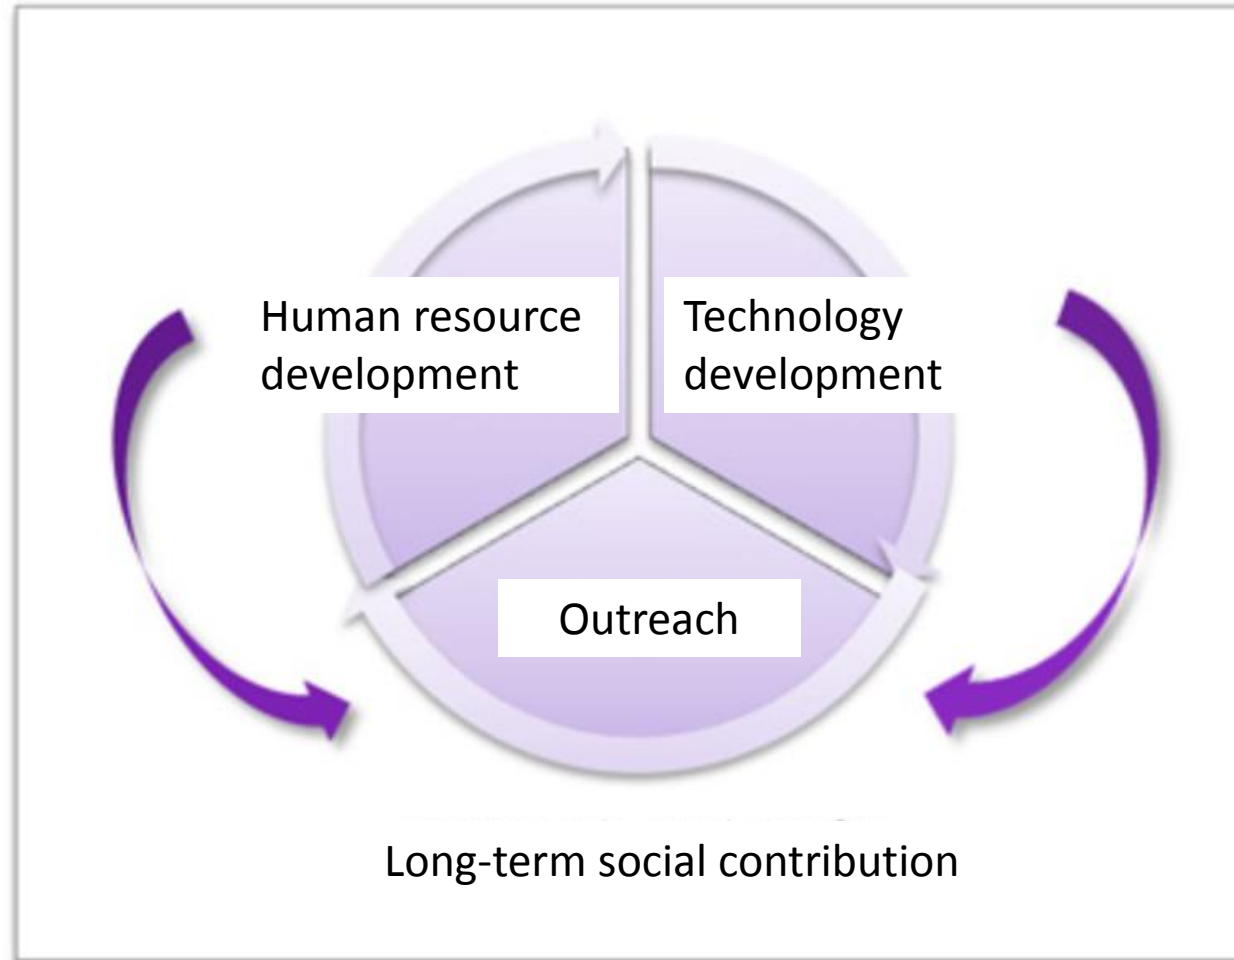 Human resource
development
Technology
development
Outreach
Long-term social contribution